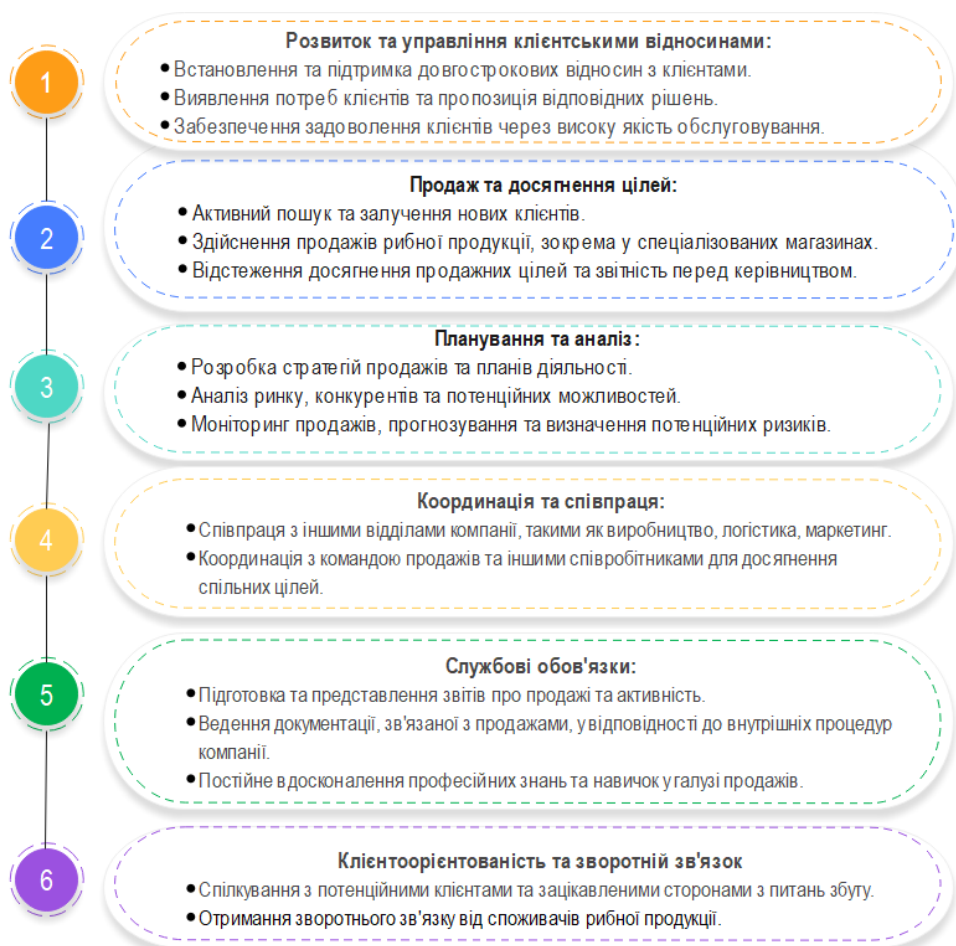 1
Розвиток та управління клієнтськими відносинами:
● Встановлення та підтримка довгострокових відносин з клієнтами.
● Виявлення потреб клієнтів та пропозиція відповідних рішень.
● Забезпечення задоволення клієнтів через високу якість обслуговування.
2
Продаж та досягнення цілей:
● Активний пошук та залучення нових клієнтів.
● Здійснення продажів рибної продукції, зокрема у спеціалізованих магазинах.
● Відстеження досягнення продажних цілей та звітність перед керівництвом.
3
Планування та аналіз:
● Розробка стратегій продажів та планів діяльності.
● Аналіз ринку, конкурентів та потенційних можливостей.
● Моніторинг продажів, прогнозування та визначення потенційних ризиків.
4
Координація та співпраця:
● Співпраця з іншими відділами компанії, такими як виробництво, логістика, маркетинг.
● Координація з командою продажів та іншими співробітниками для досягнення
спільних цілей.
5
Службові обов'язки:
● Підготовка та представлення звітів про продажі та активність.
● Ведення документації, зв'язаної з продажами, у відповідності до внутрішніх процедур
компанії.
● Постійне вдосконалення професійних знань та навичок у галузі продажів.
6
Клієнтоорієнтованість та зворотній зв'язок
● Спілкування з потенційними клієнтами та зацікавленими сторонами з питань збуту.
● Отримання зворотнього зв'язку від споживачів рибної продукції.